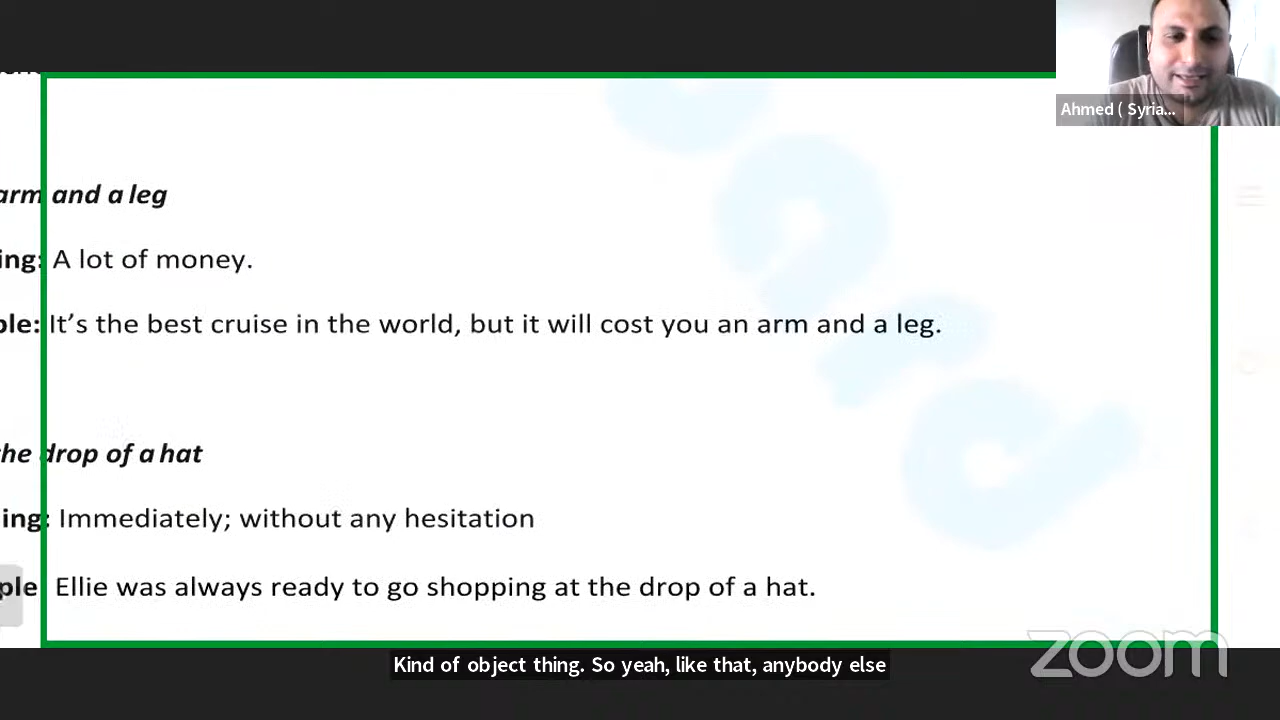 Ahmed ( Syria...
arm and a leg
ing: A lot of money.
ple: It's the best cruise in the world, but it will cost you an arm and a leg.
the drop of a hat
ing: Immediately; without any hesitation
ple Ellie was always ready to go shopping at the drop of a hat.
zoom
Kind of object thing. So yeah, like that, anybody else